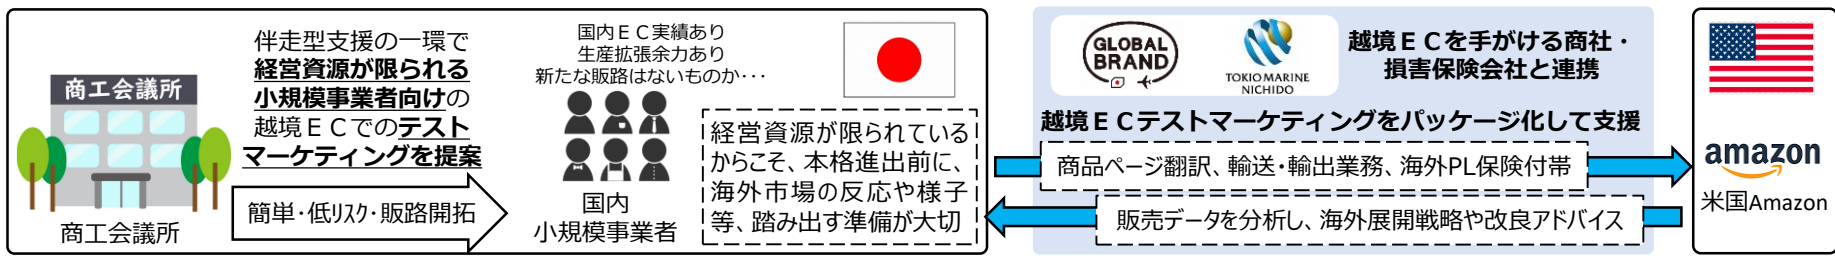 伴走型支援の一環で
経営資源が限られる
小規模事業者向けの
越境ＥＣでのテスト
マーケティングを提案
商工会議所
商工会議所
簡単・低ﾘｽｸ・販路開拓
国内ＥＣ実績あり
生産拡張余力あり
新たな販路はないものか･･･
国内
小規模事業者
経営資源が限られている
からこそ、本格進出前に、
海外市場の反応や様子
等、踏み出す準備が大切
GLOBAL
BRAND
TOKIO MARINE
NICHIDO
越境ＥＣを手がける商社・
損害保険会社と連携
越境ＥＣテストマーケティングをパッケージ化して支援
商品ページ翻訳、輸送・輸出業務、海外PL保険付帯
販売データを分析し、海外展開戦略や改良アドバイス
amazon
米国Amazon